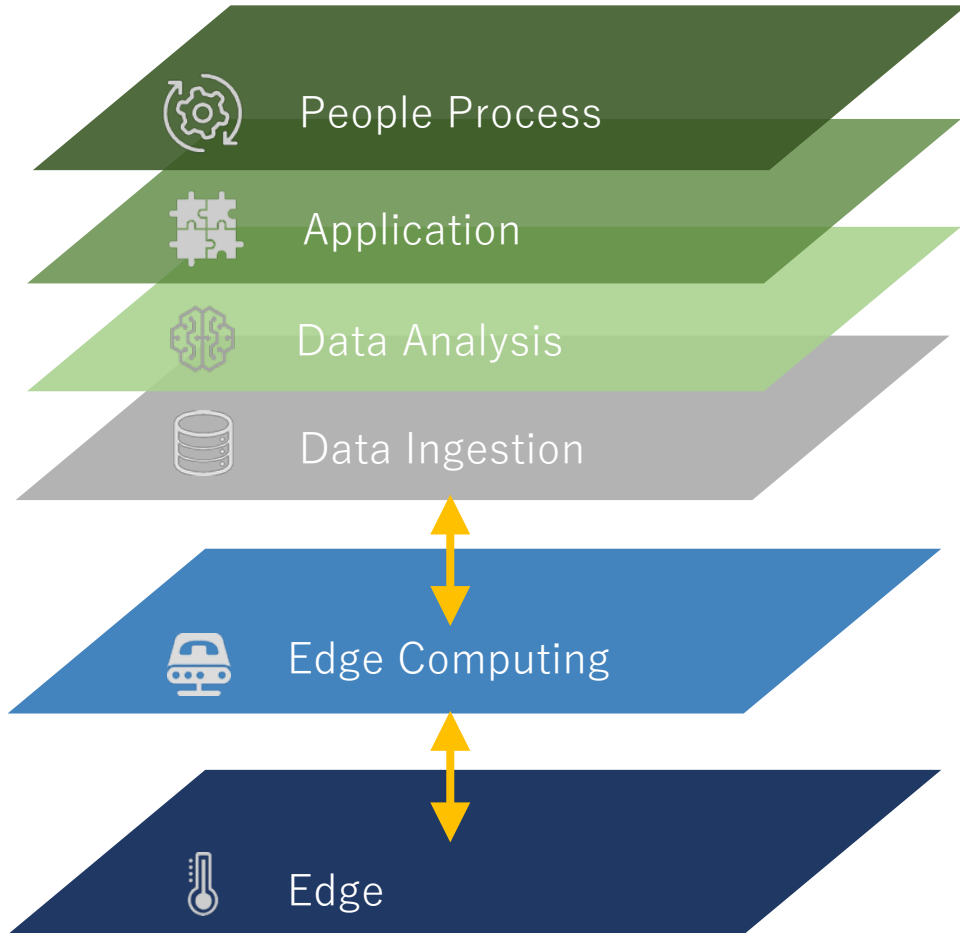 People Process
Application
Data Analysis
Data Ingestion
Edge Computing
Edge